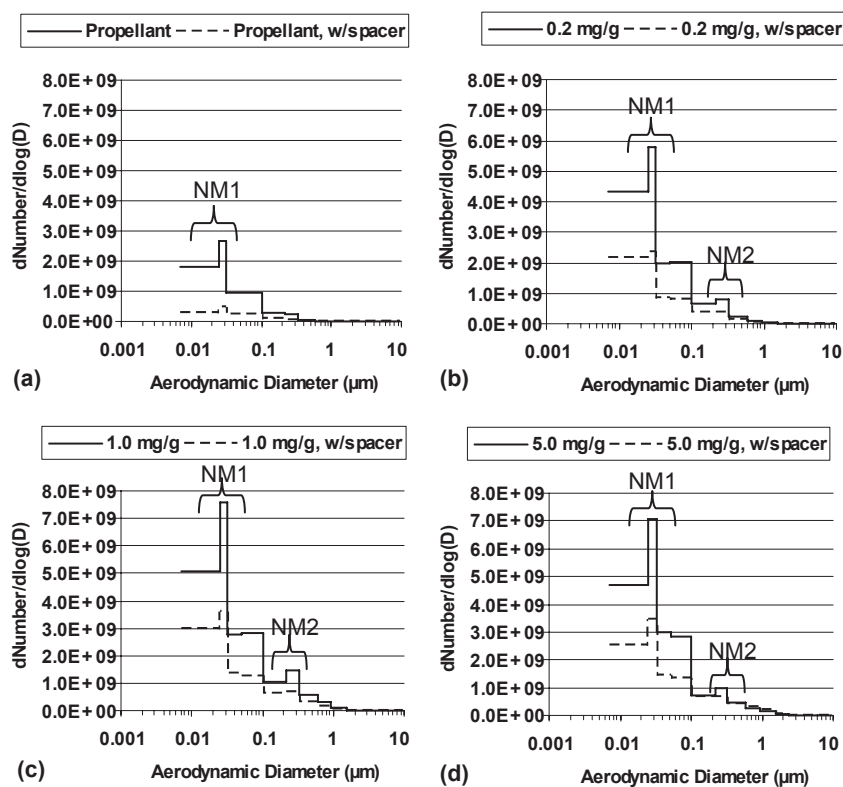 Propellant Propellant, w/spacer
8.0E+09
7.0E+09
6.0E+09
5.0E+09
4.0E+09
3.0E+09
2.0E+09
1.0E+09
0.0E+00
dNumber/dlog(D)
NM1
0.001 0.01 0.1 1 10
Aerodynamic Diameter (µm)
(a)
0.2 mg/g 0.2 mg/g, w/spacer
8.0E+09
7.0E+09
6.0E+09
5.0E+09
4.0E+09
3.0E+09
2.0E+09
1.0E+09
0.0E+00
dNumber/dlog(D)
NM1
NM2
0.001 0.01 0.1 1 10
Aerodynamic Diameter (µm)
(b)
1.0 mg/g 1.0 mg/g, w/spacer
8.0E+09
7.0E+09
6.0E+09
5.0E+09
4.0E+09
3.0E+09
2.0E+09
1.0E+09
0.0E+00
dNumber/dlog(D)
NM1
NM2
0.001 0.01 0.1 1 10
Aerodynamic Diameter (µm)
(c)
5.0 mg/g 5.0 mg/g, w/spacer
8.0E+09
7.0E+09
6.0E+09
5.0E+09
4.0E+09
3.0E+09
2.0E+09
1.0E+09
0.0E+00
dNumber/dlog(D)
NM1
NM2
0.001 0.01 0.1 1 10
Aerodynamic Diameter (µm)
(d)